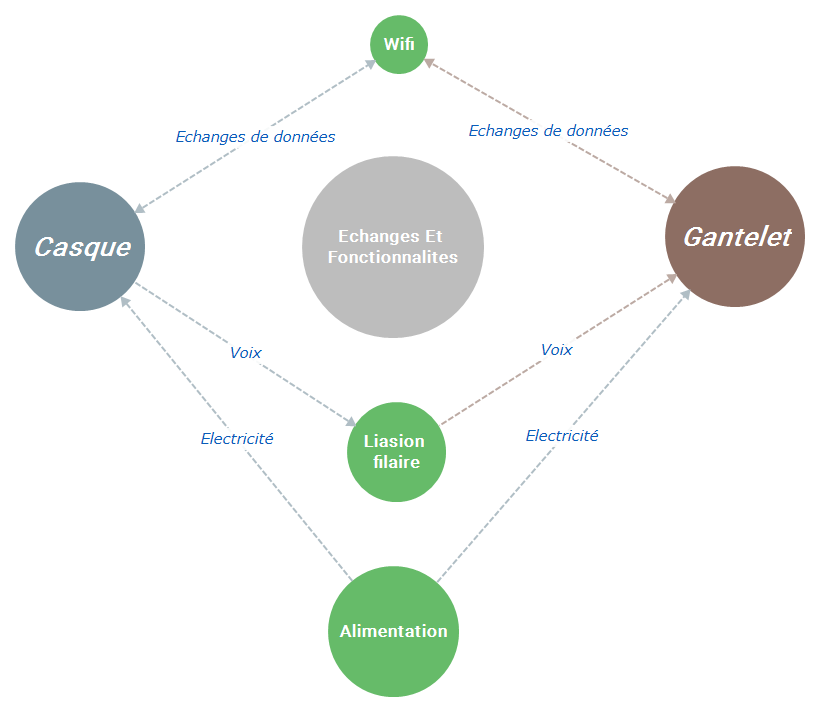 Wifi
Echanges de données
Echanges de données
Casque
Echanges Et
Fonctionnalites
Gantelet
Voix
Voix
Electricité
Liasion
filaire
Electricité
Alimentation